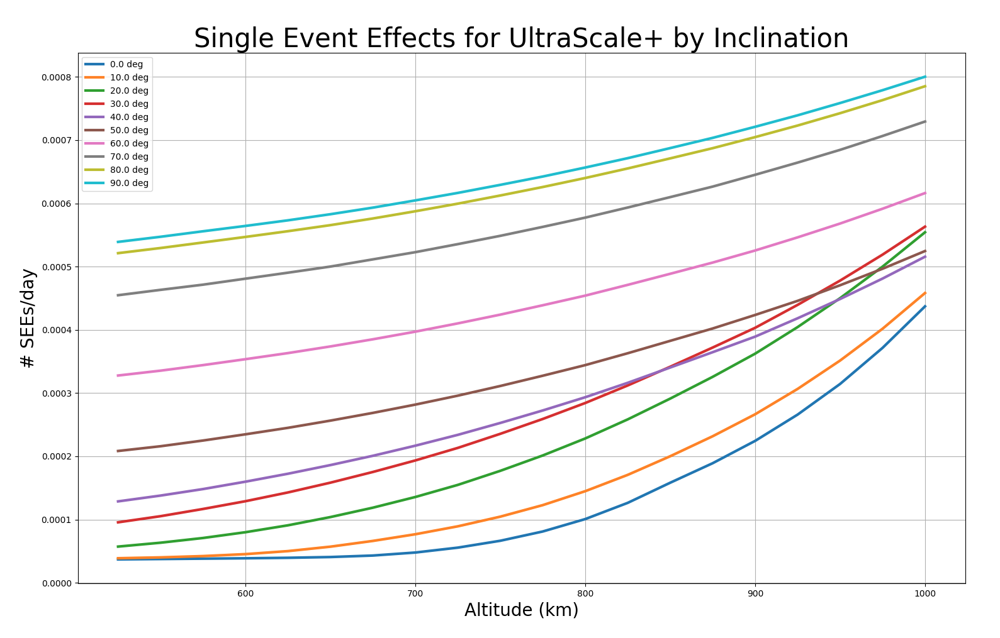 Single Event Effects for UltraScale+ by Inclination
0.0 deg
10.0 deg
20.0 deg
30.0 deg
40.0 deg
50.0 deg
60.0 deg
70.0 deg
80.0 deg
90.0 deg
0.0008
0.0007
0.0006
0.0005
0.0004
0.0003
0.0002
0.0001
0.0000
# SEEs/day
600 700 800 900 1000
Altitude (km)